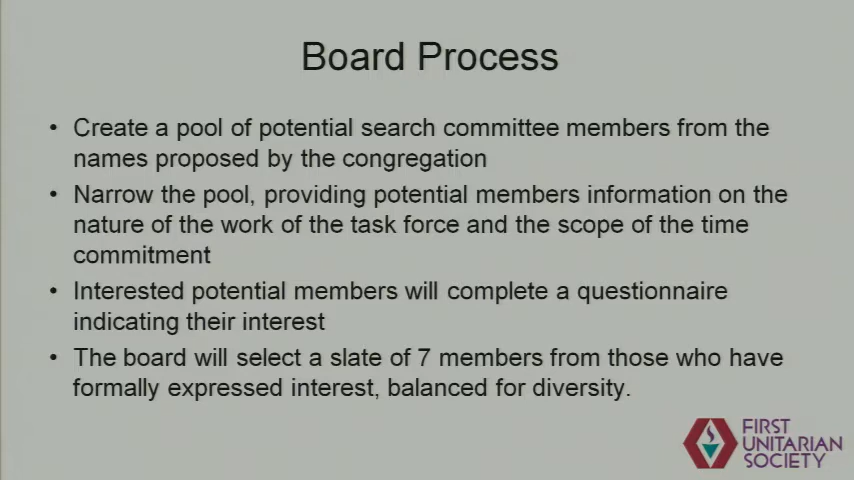 Board Process
• Create a pool of potential search committee members from the
names proposed by the congregation
• Narrow the pool, providing potential members information on the
nature of the work of the task force and the scope of the time
commitment
• Interested potential members will complete a questionnaire
indicating their interest
• The board will select a slate of 7 members from those who have
formally expressed interest, balanced for diversity.
FIRST
UNITARIAN
SOCIETY